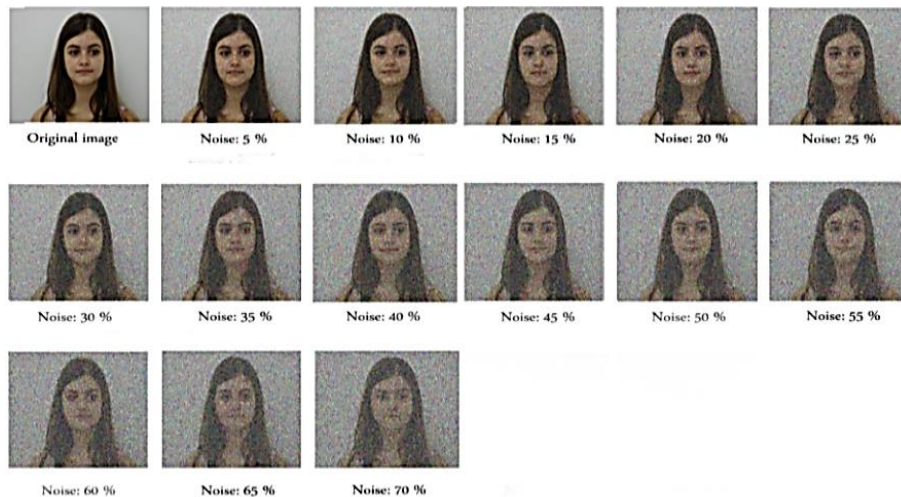 Original image
Noise: 5 %
Noise: 10 %
Noise: 15 %
Noise: 20 %
Noise: 25 %
Noise: 30 %
Noise: 35 %
Noise: 40 %
Noise: 45 %
Noise: 50 %
Noise: 55 %
Noise: 60 %
Noise: 65 %
Noise: 70 %